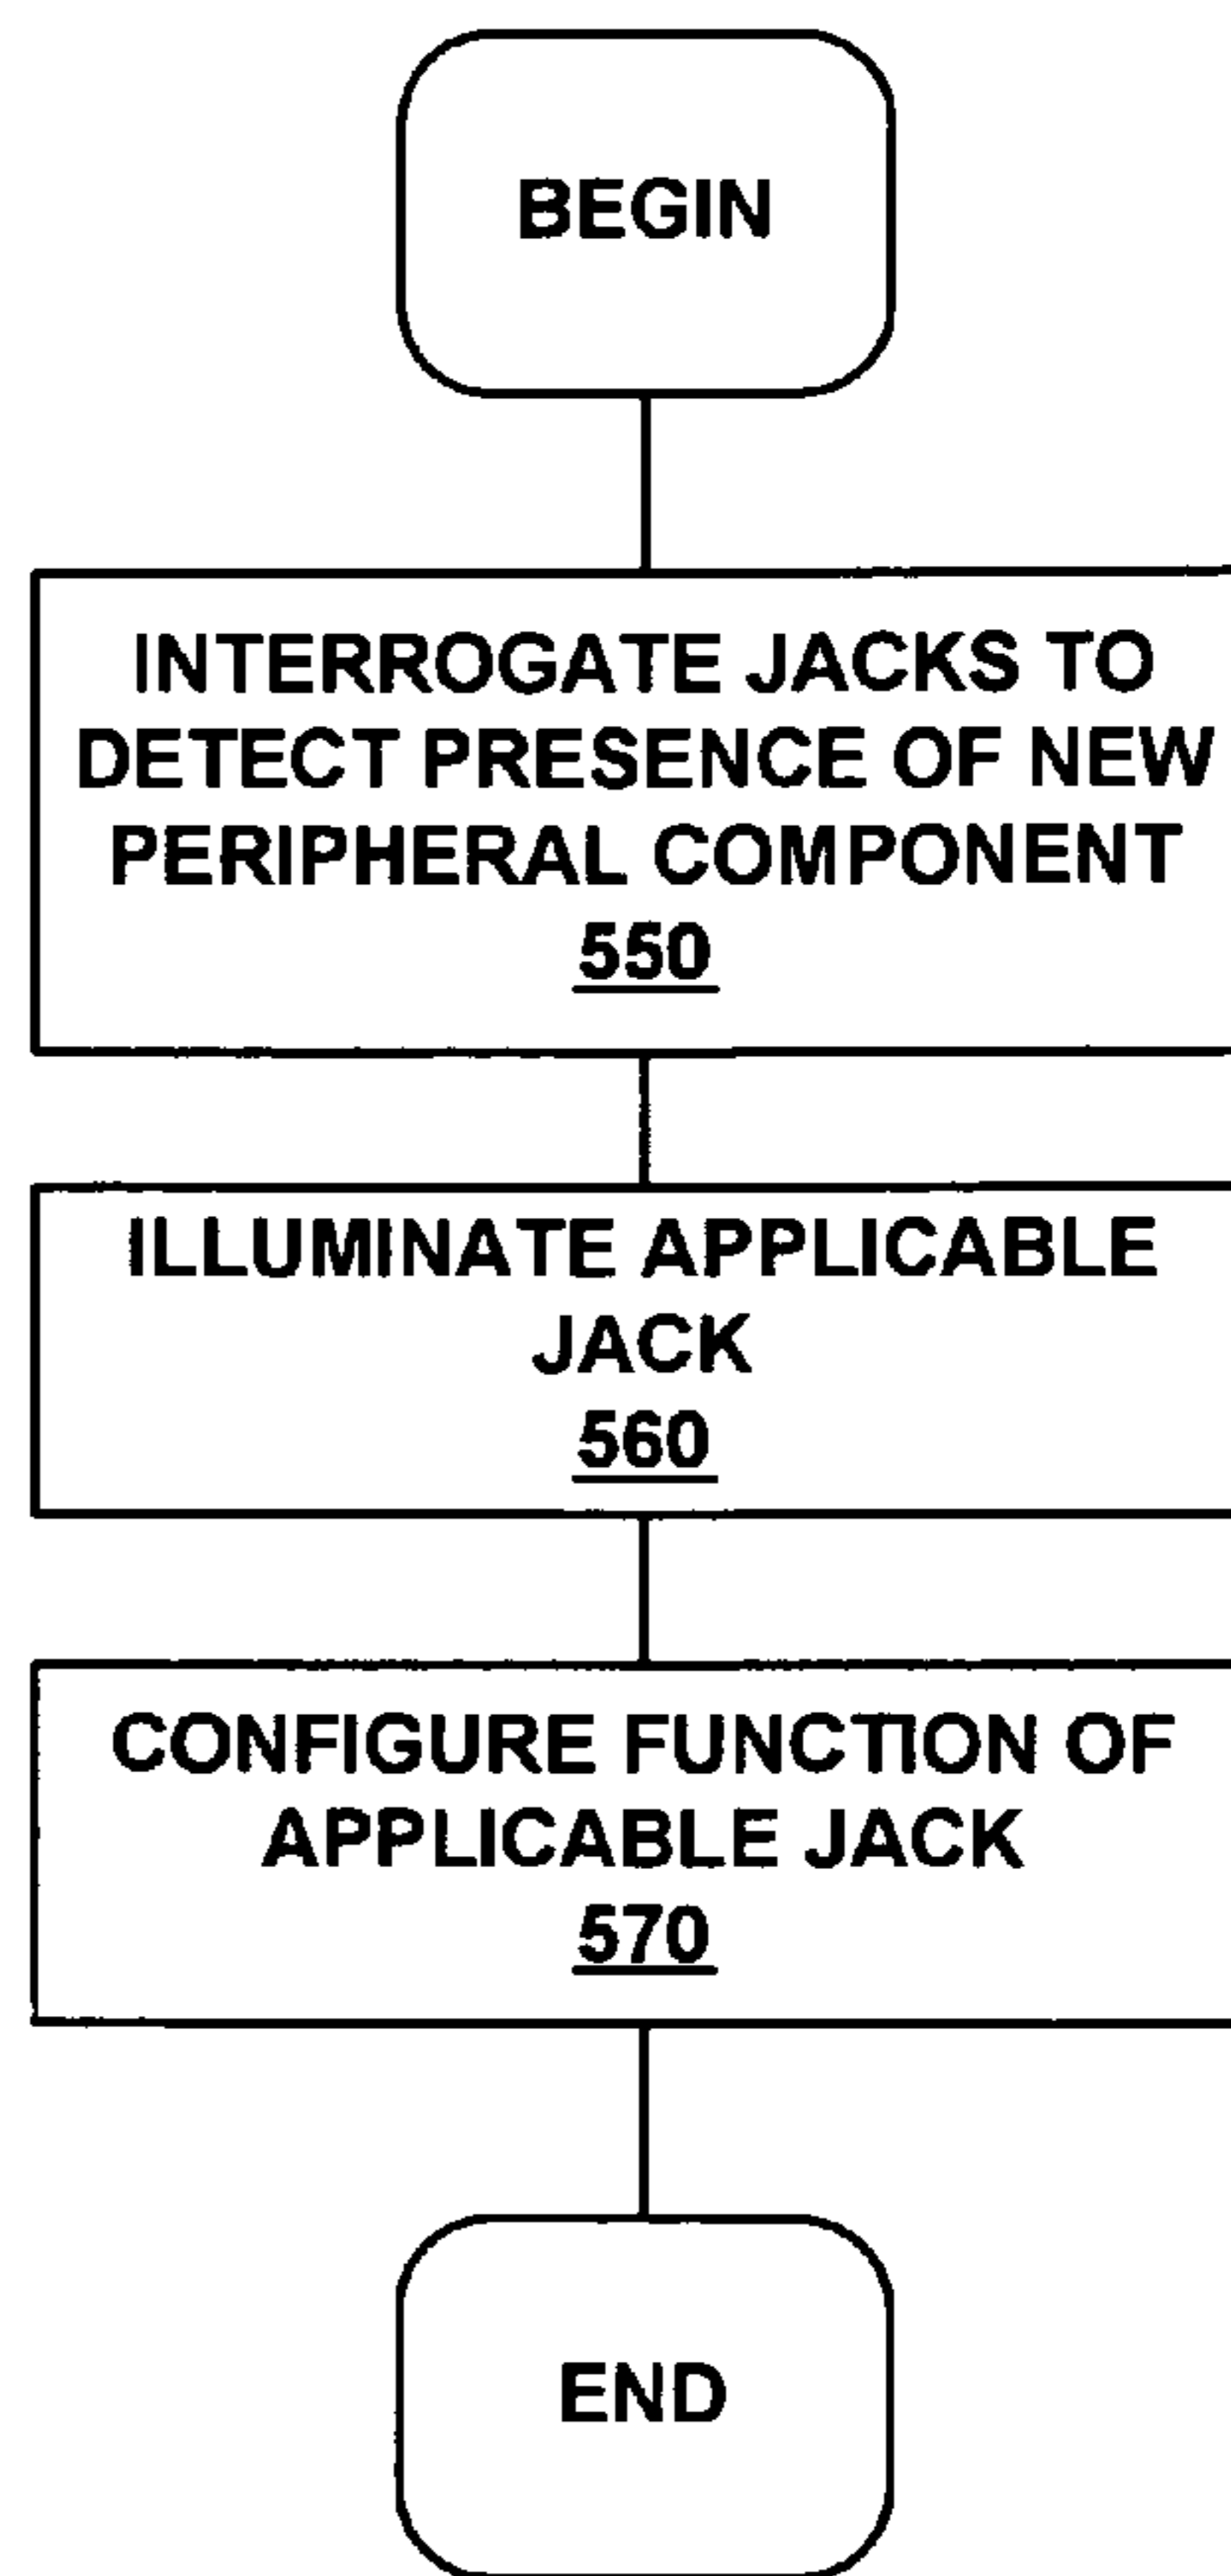 BEGIN
INTERROGATE JACKS TO
DETECT PRESENCE OF NEW
PERIPHERAL COMPONENT
550
ILLUMINATE APPLICABLE
JACK
560
CONFIGURE FUNCTION OF
APPLICABLE JACK
570
END